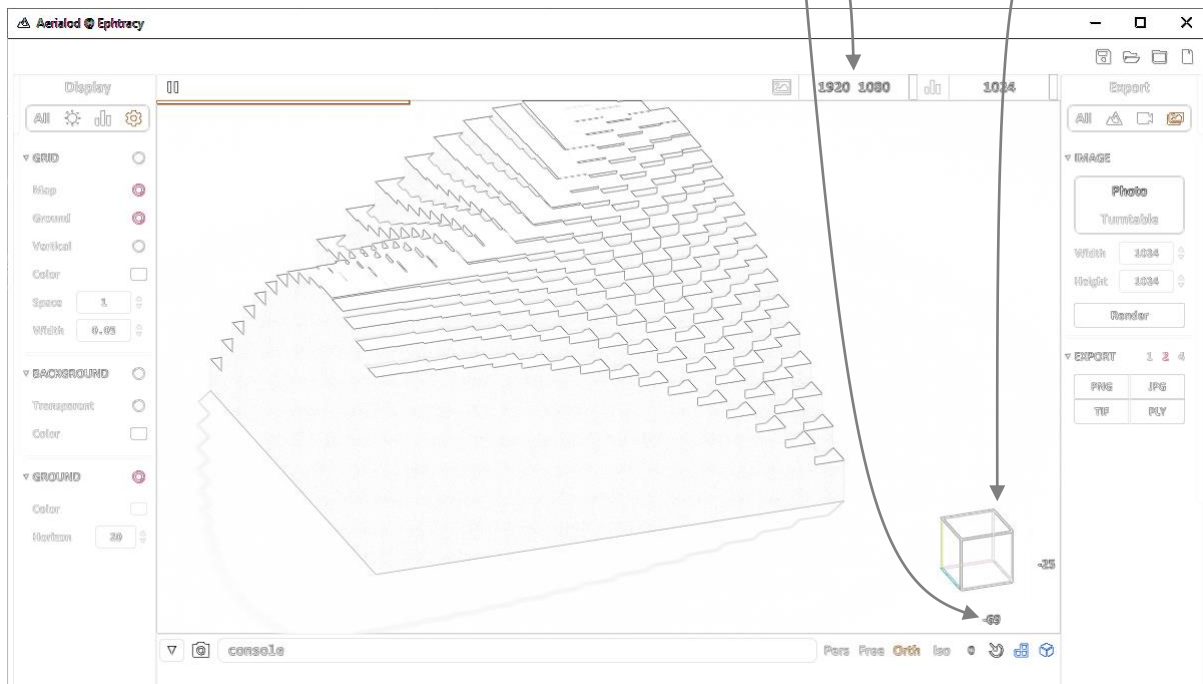 Aerialod @ Ephtracy
Display
1920 1080
1024
Export
All
All
GRID
IMAGE
Map
Photo
Ground
Turntable
Vertical
Width 1024
Color
Height 1024
Space 1
Render
Width 0.05
EXPORT 1 2 4
BACKGROUND
PNG JPG
Transparent
TIF PLY
Color
GROUND
Color
Horizon 20
-25
-69
console
Pers Free Orth Iso 0